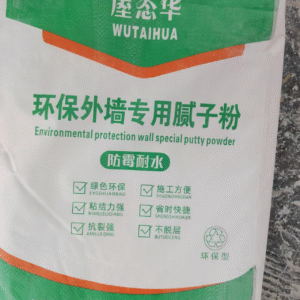 屋态华
WUTAIHUA
环保外墙专用腻子粉
Environmental protection wall special putty powder
防霉耐水
绿色环保
施工方便
粘结力强
省时快捷
抗裂强
不脱层
环保型